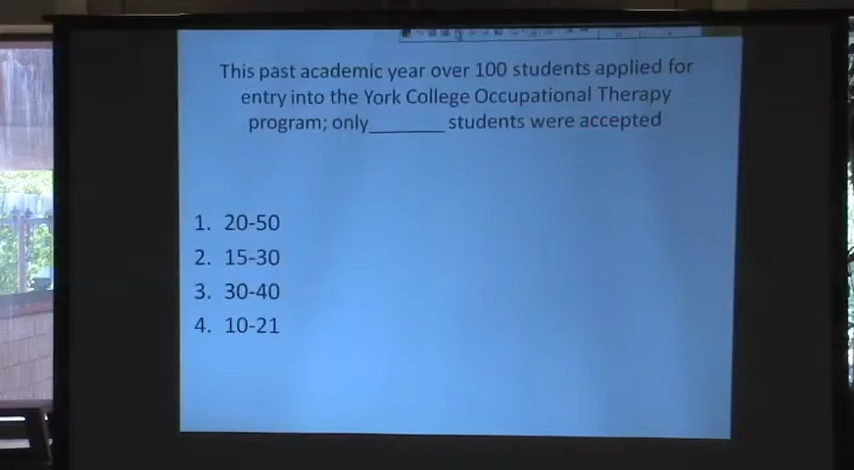 This past academic year over 100 students applied for
entry into the York College Occupational Therapy
program; only________ students were accepted
1. 20-50
2. 15-30
3. 30-40
4. 10-21